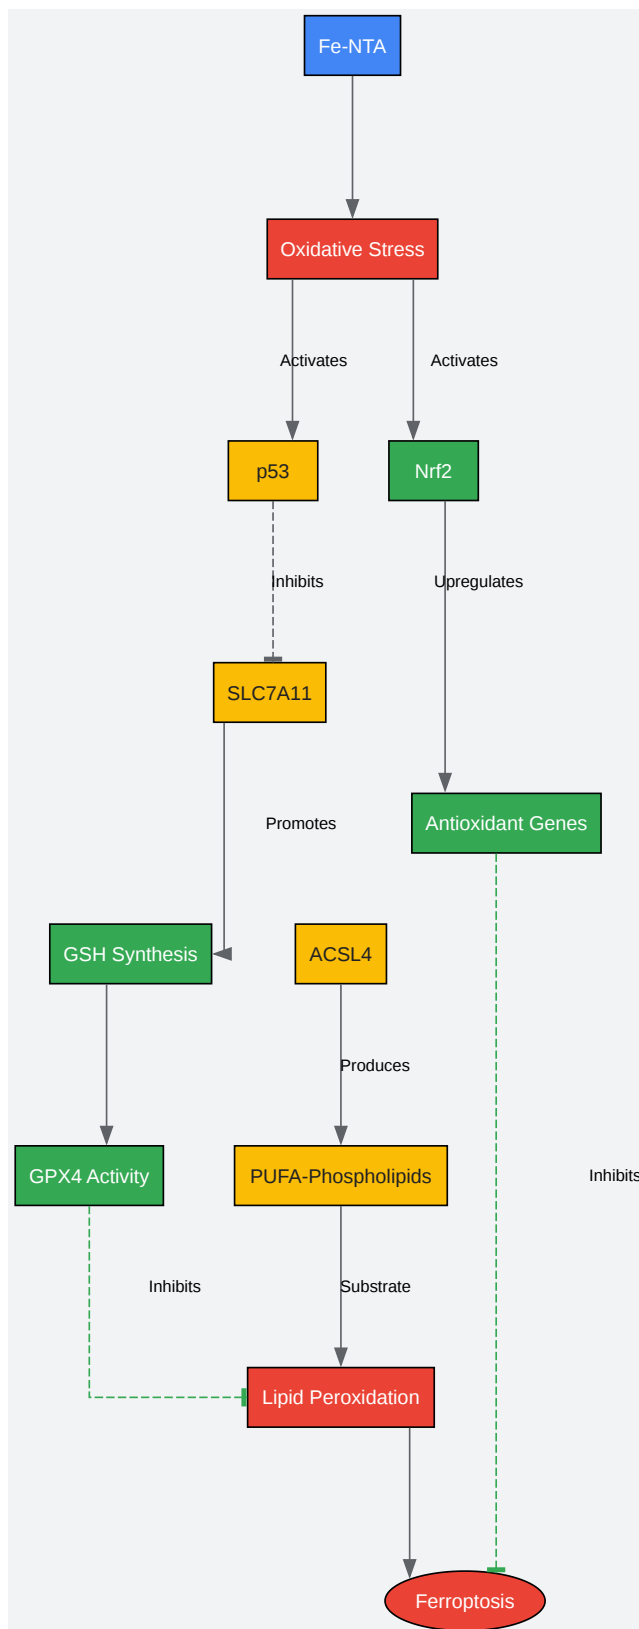 Fe-NTA
Oxidative Stress
Activates
Activates
p53
Nrf2
Inhibits
Upregulates
SLC7A11
Promotes
Antioxidant Genes
GSH Synthesis
ACSL4
Produces
GPX4 Activity
PUFA-Phospholipids
Inhibits
Inhibits
Substrate
Lipid Peroxidation
Ferroptosis